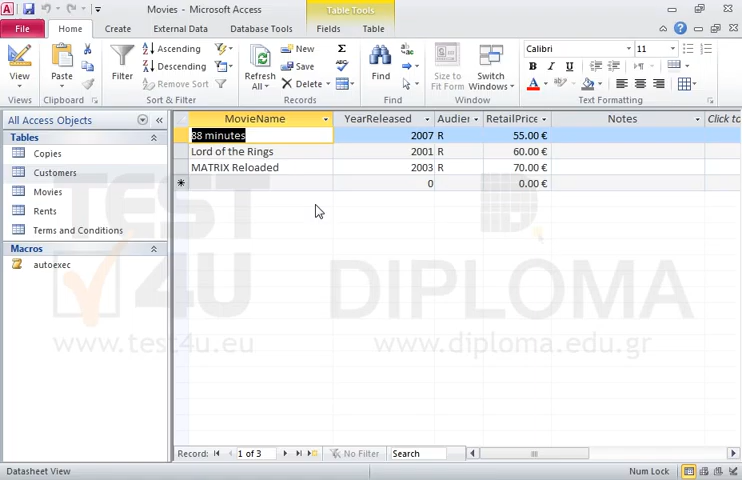 Movies - Microsoft Access
Table Tools
File Home Create External Data Database Tools Fields Table
View
Views
Paste
Clipboard
Filter
Ascending
Descending
Remove Sort
Sort & Filter
Refresh All
New
Save
Delete
Records
Find
Find
Size to Fit Form
Switch Windows
Window
Calibri 11
B I U
A
Text Formatting
All Access Objects
Tables
Copies
Customers
Movies
Rents
Terms and Conditions
Macros
autoexec
MovieName YearReleased Audier RetailPric Notes Click to
88 minutes 2007 R 55.00 €
Lord of the Rings 2001 R 60.00 €
MATRIX Reloaded 2003 R 70.00 €
0 0.00 €
TEST
4U
DIPLOMA
www.test4u.eu
www.diploma.edu.gr
Record: 1 of 3 No Filter Search
Datasheet View
Num Lock